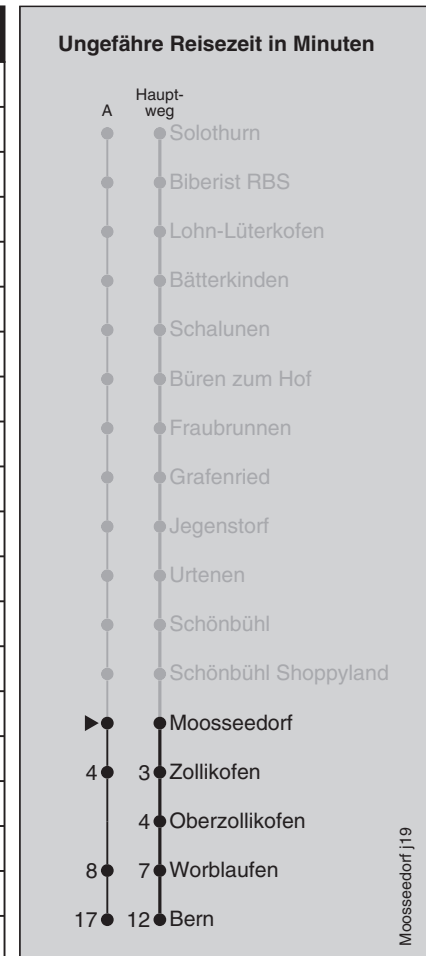 Ungefähre Reisezeit in Minuten
A
Haupt-
weg
Solothurn
Biberist RBS
Lohn-Lüterkofen
Bätterkinden
Schalunen
Büren zum Hof
Fraubrunnen
Grafenried
Jegenstorf
Urtenen
Schönbühl
Schönbühl Shoppyland
Moosseedorf
4 3 Zollikofen
4 Oberzollikofen
8 7 Worblaufen
17 12 Bern
Moosseedorf j19